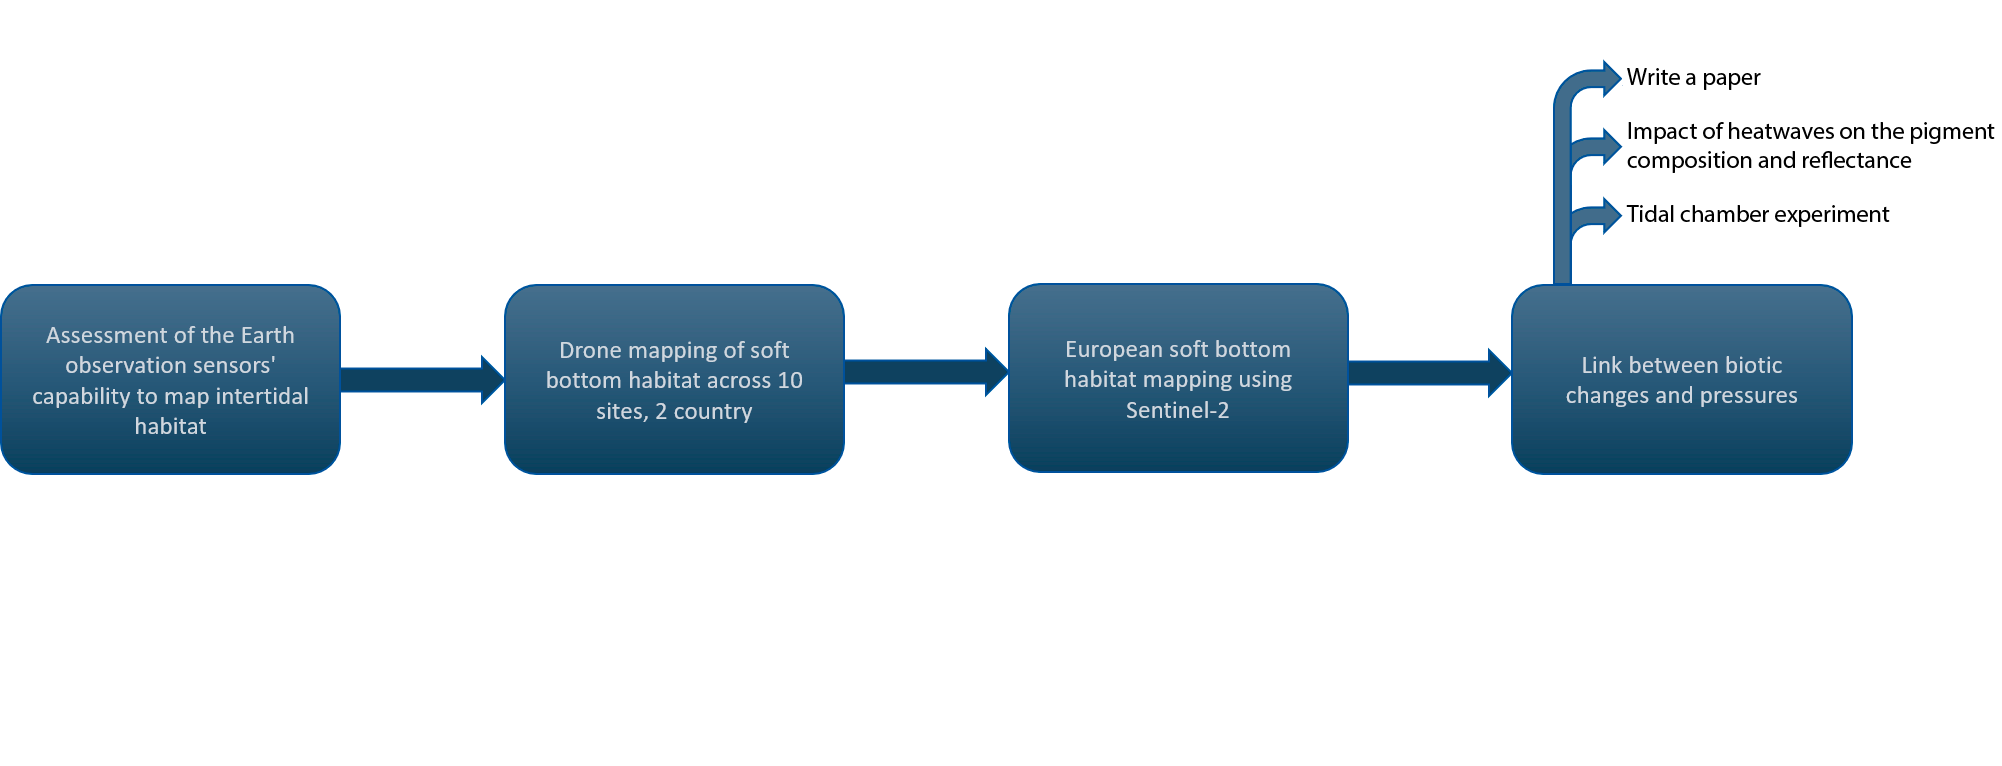 Write a paper
Impact of heatwaves on the pigment
composition and reflectance
Tidal chamber experiment
Assessment of the Earth
observation sensors'
capability to map intertidal
habitat
Drone mapping of soft
bottom habitat across 10
sites, 2 country
European soft bottom
habitat mapping using
Sentinel-2
Link between biotic
changes and pressures